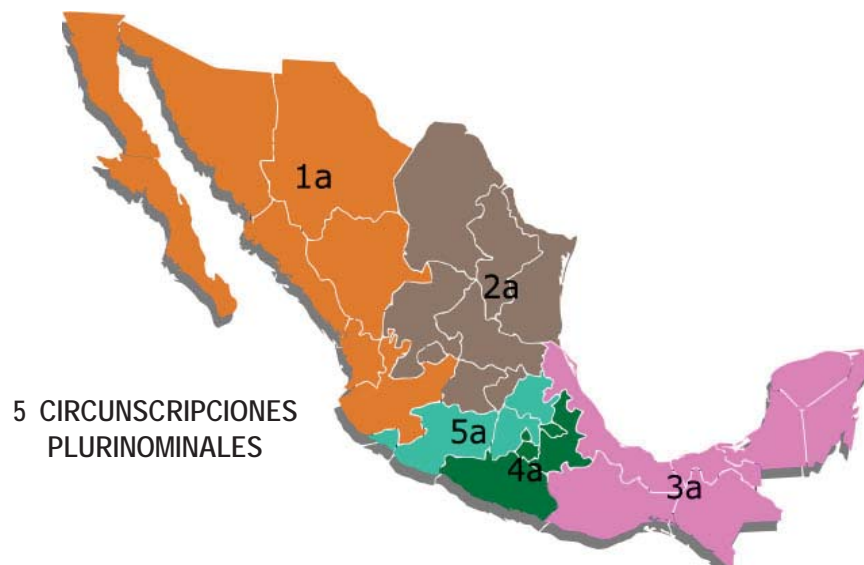 1a
2a
5 CIRCUNSCRIPCIONES
PLURINOMINALES
5a
4a
3a